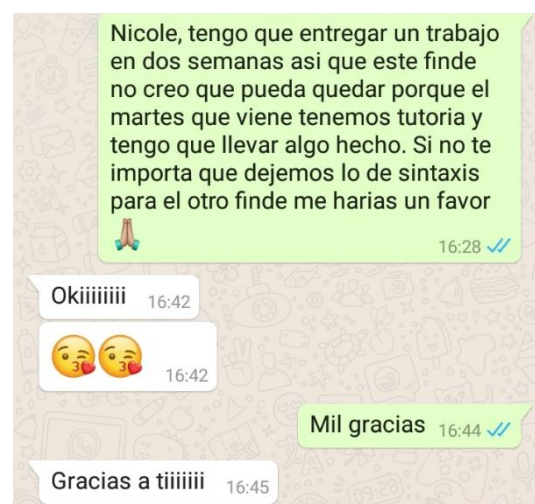 Nicole, tengo que entregar un trabajo
en dos semanas asi que este finde
no creo que pueda quedar porque el
martes que viene tenemos tutoria y
tengo que llevar algo hecho. Si no te
importa que dejemos lo de sintaxis
para el otro finde me harias un favor
🙏🏼
16:28
Okiiiiiiii 16:42
😘😘
16:42
Mil gracias 16:44
Gracias a tiiiiiii 16:45